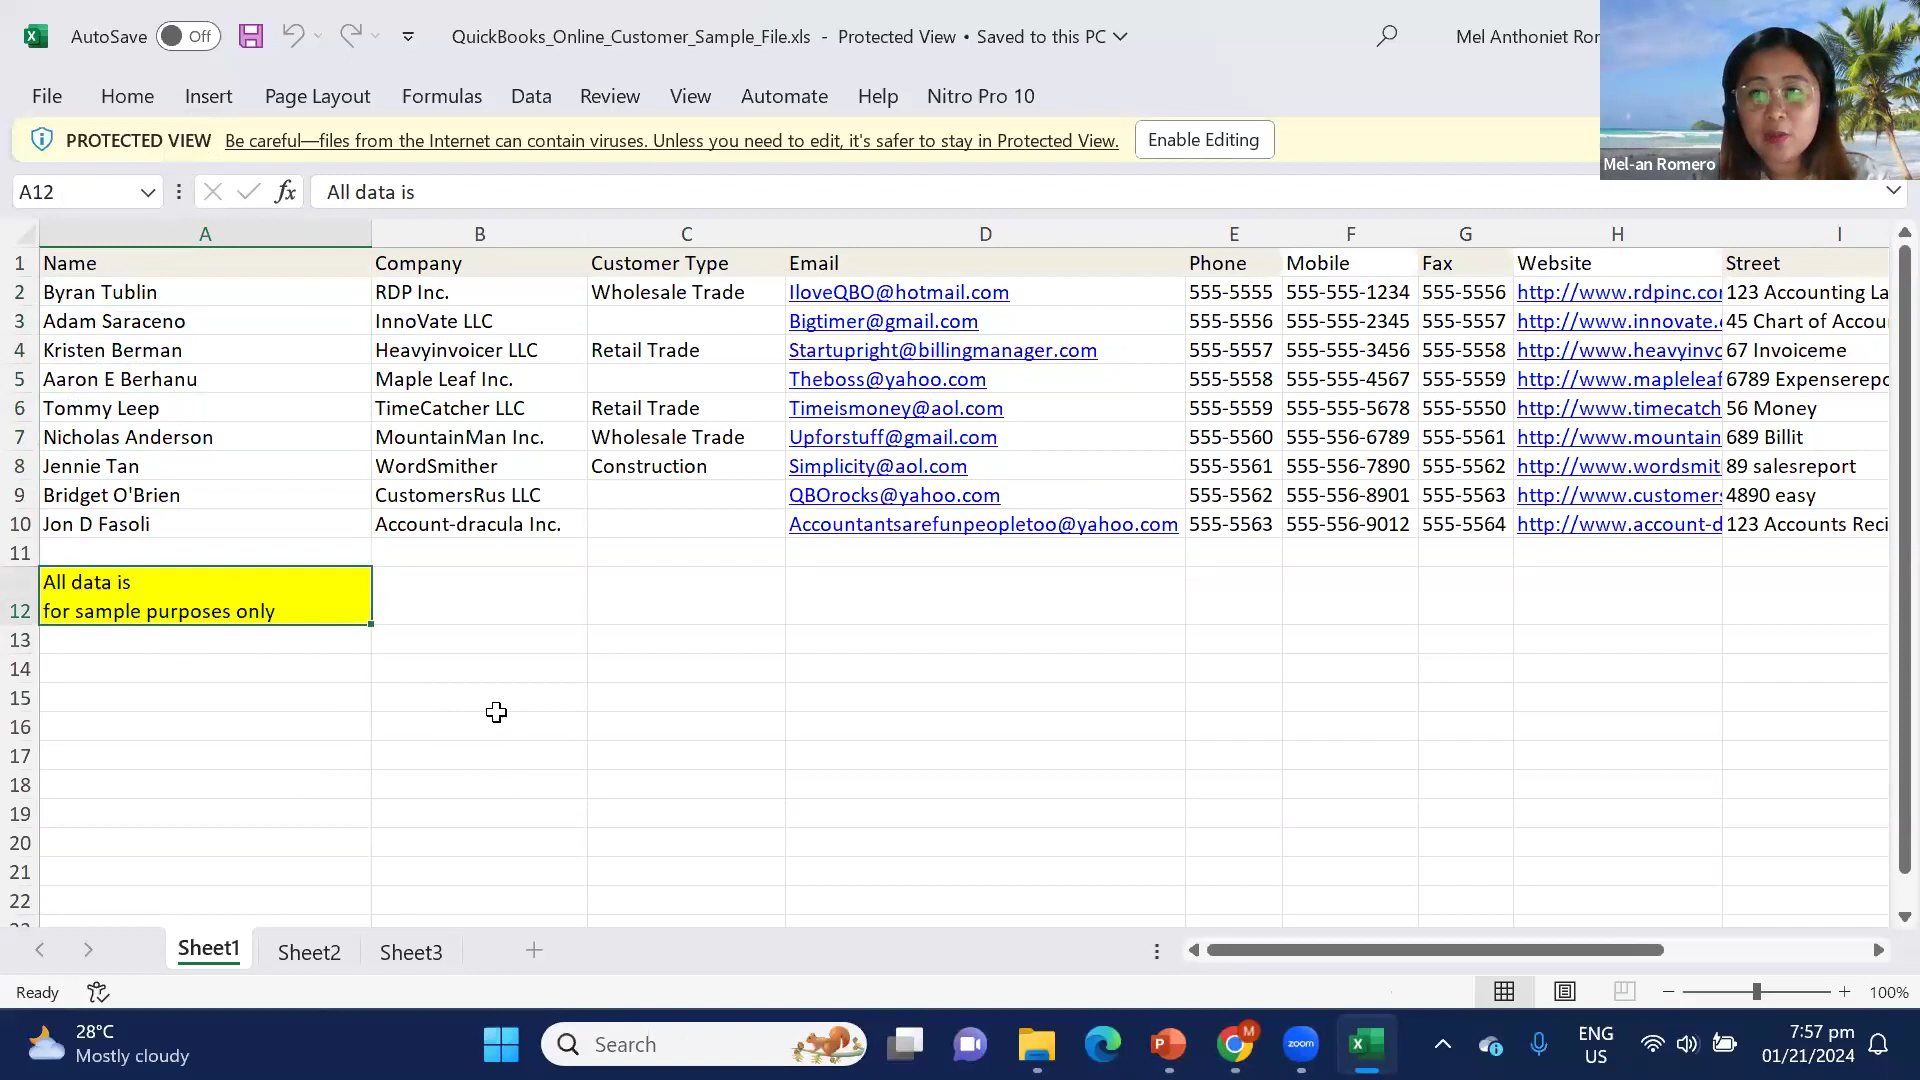 AutoSave Off QuickBooks_Online_Customer_Sample_File.xls - Protected View • Saved to this PC Mel Anthoniet Ror
File Home Insert Page Layout Formulas Data Review View Automate Help Nitro Pro 10
PROTECTED VIEW Be careful—files from the Internet can contain viruses. Unless you need to edit, it's safer to stay in Protected View. Enable Editing
Mel-an Romero
A12 fx All data is
A B C D E F G H I
1 Name Company Customer Type Email Phone Mobile Fax Website Street
2 Byran Tublin RDP Inc. Wholesale Trade IloveQBO@hotmail.com 555-5555 555-555-1234 555-5556 http://www.rdpinc.co 123 Accounting La
3 Adam Saraceno InnoVate LLC Bigtimer@gmail.com 555-5556 555-555-2345 555-5557 http://www.innovate. 45 Chart of Accou
4 Kristen Berman Heavyinvoicer LLC Retail Trade Startupright@billingmanager.com 555-5557 555-555-3456 555-5558 http://www.heavyinvo 67 Invoiceme
5 Aaron E Berhanu Maple Leaf Inc. Theboss@yahoo.com 555-5558 555-555-4567 555-5559 http://www.mapleleaf 6789 Expenserepo
6 Tommy Leep TimeCatcher LLC Retail Trade Timeismoney@aol.com 555-5559 555-555-5678 555-5550 http://www.timecatch 56 Money
7 Nicholas Anderson MountainMan Inc. Wholesale Trade Upforstuff@gmail.com 555-5560 555-556-6789 555-5561 http://www.mountain 689 Billit
8 Jennie Tan WordSmither Construction Simplicity@aol.com 555-5561 555-556-7890 555-5562 http://www.wordsmit 89 salesreport
9 Bridget O'Brien CustomersRus LLC QBOrocks@yahoo.com 555-5562 555-556-8901 555-5563 http://www.customers 4890 easy
10 Jon D Fasoli Account-dracula Inc. Accountantsarefunpeopletoo@yahoo.com 555-5563 555-556-9012 555-5564 http://www.account-d 123 Accounts Reci
11
All data is
12 for sample purposes only
13
14
15
16
17
18
19
20
21
22
Sheet1 Sheet2 Sheet3
Ready 100%
28°C
Mostly cloudy
Search
zoom
ENG
US
7:57 pm
01/21/2024